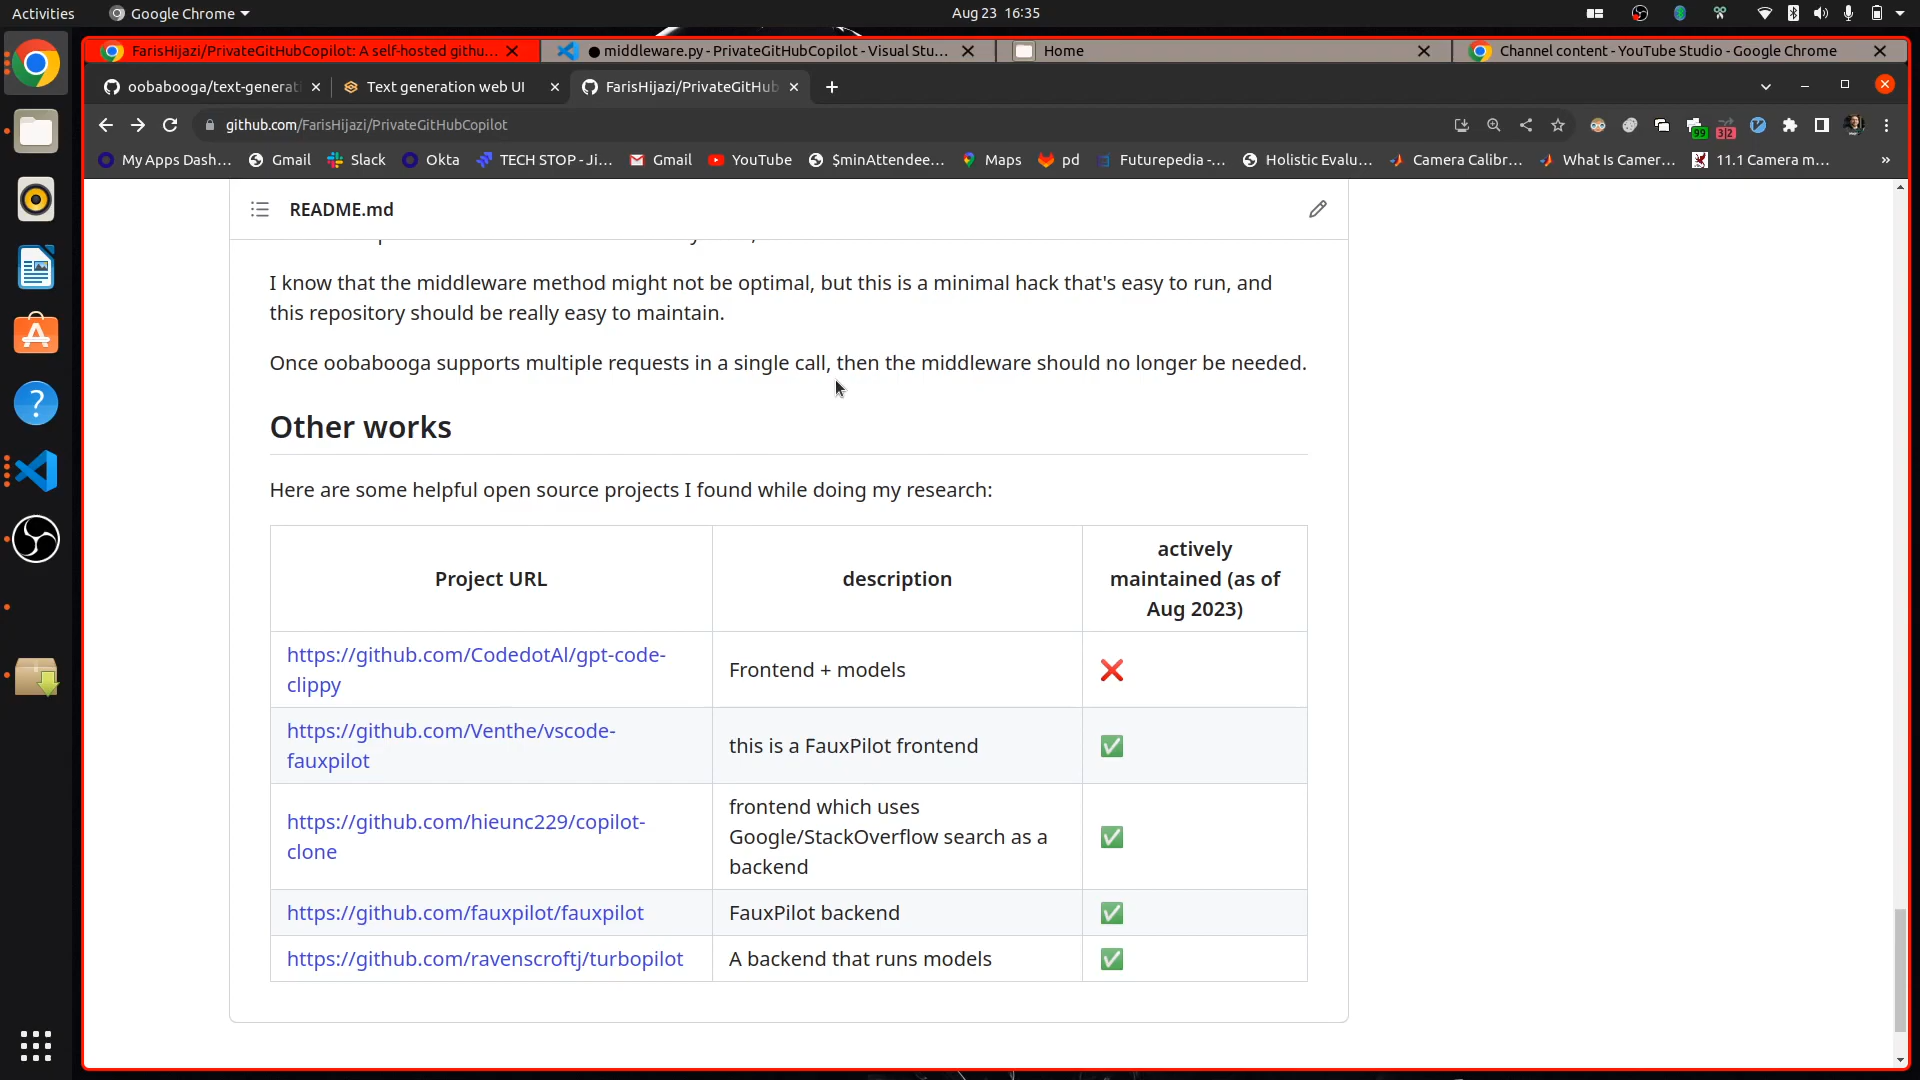 Activities
Google Chrome
Aug 23 16:35
FarisHijazi/PrivateGitHubCopilot: A self-hosted githu...
● middleware.py - PrivateGitHubCopilot - Visual Stu...
Home
Channel content - YouTube Studio - Google Chrome
oobabooga/text-generati
Text generation web UI
FarisHijazi/PrivateGitHub
github.com/FarisHijazi/PrivateGitHubCopilot
99
3|2
My Apps Dash...
Gmail
Slack
Okta
TECH STOP - Ji...
Gmail
YouTube
$minAttendee...
Maps
pd
Futurepedia -...
Holistic Evalu...
Camera Calibr...
What Is Camer...
11.1 Camera m...
»
README.md
I know that the middleware method might not be optimal, but this is a minimal hack that's easy to run, and
this repository should be really easy to maintain.
Once oobabooga supports multiple requests in a single call, then the middleware should no longer be needed.
Other works
Here are some helpful open source projects I found while doing my research:
Project URL
description
actively
maintained (as of
Aug 2023)
https://github.com/CodedotAl/gpt-code-
clippy
Frontend + models
https://github.com/Venthe/vscode-
fauxpilot
this is a FauxPilot frontend
https://github.com/hieunc229/copilot-
clone
frontend which uses
Google/StackOverflow search as a
backend
https://github.com/fauxpilot/fauxpilot
FauxPilot backend
https://github.com/ravenscroftj/turbopilot
A backend that runs models